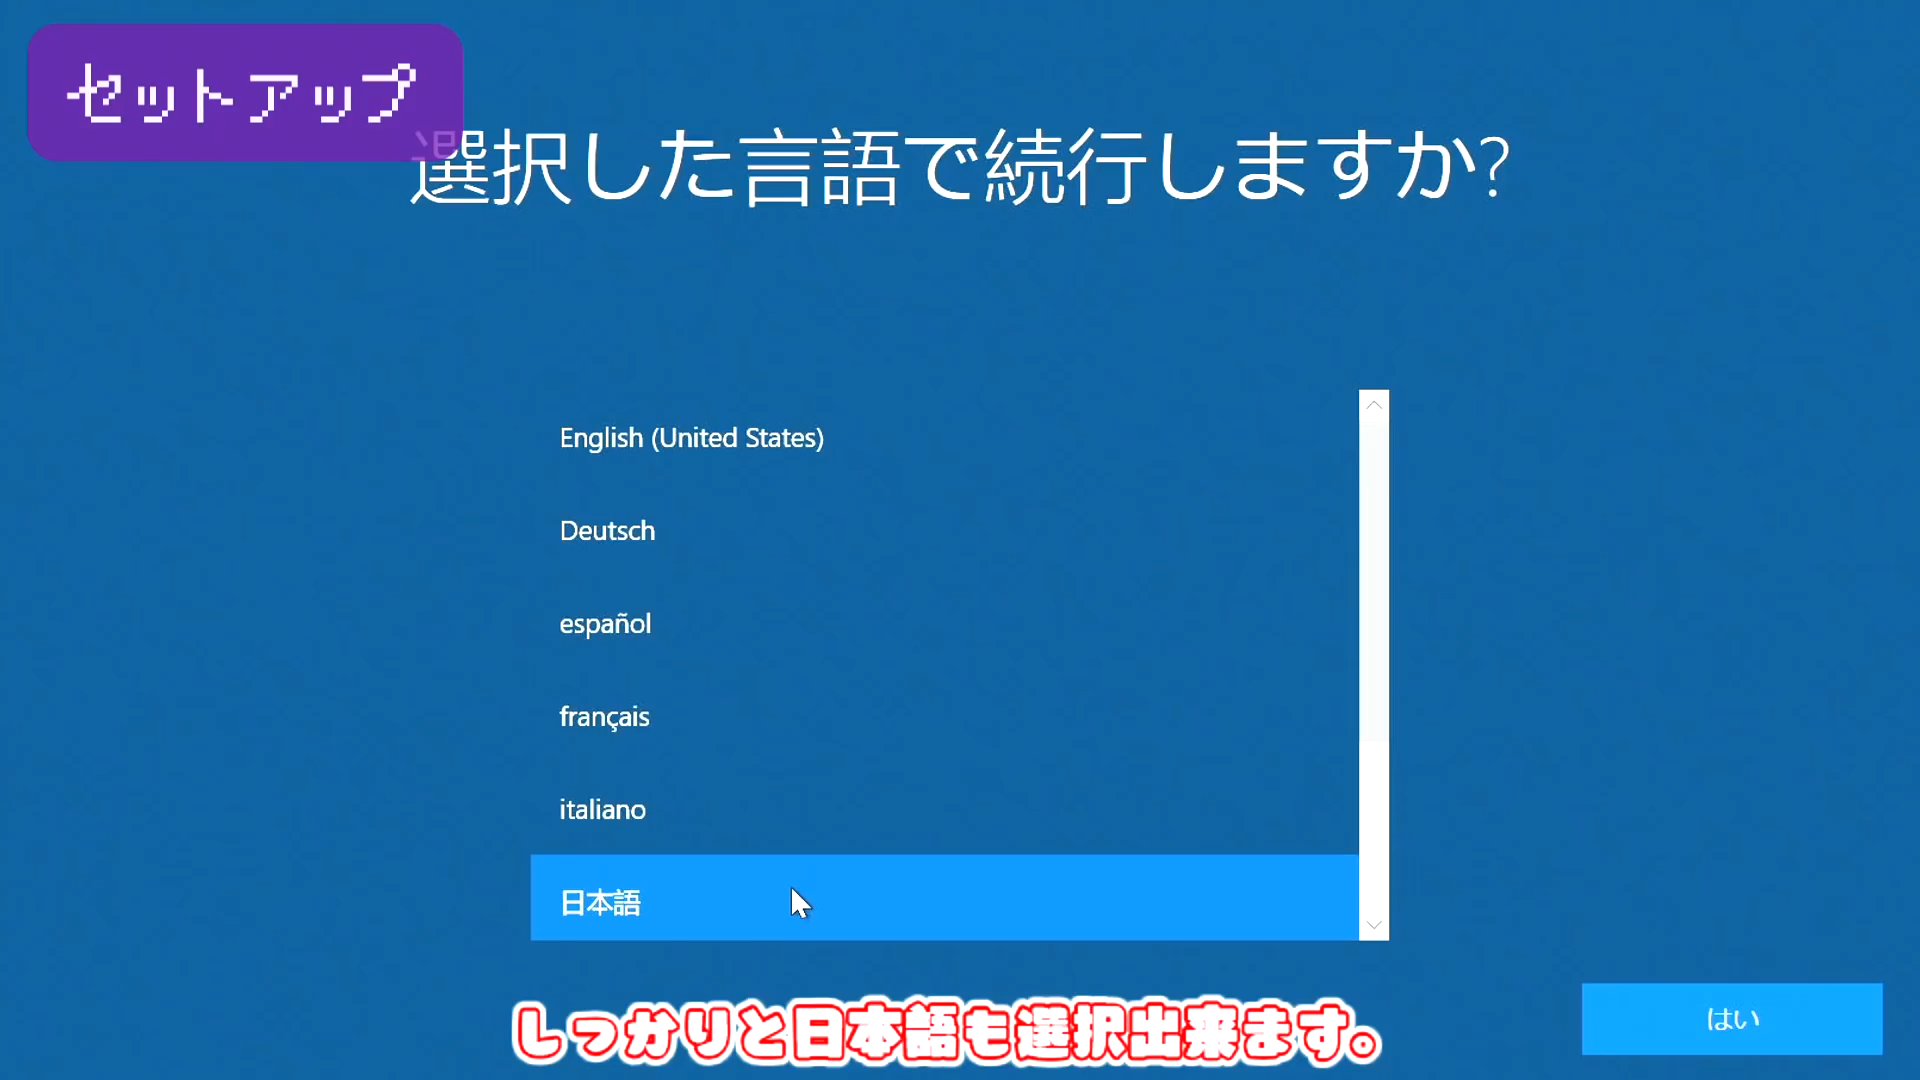 セットアップ
選択した言語で続行しますか?
English (United States)
Deutsch
español
français
italiano
日本語
しっかりと日本語も選択出来ます。
はい